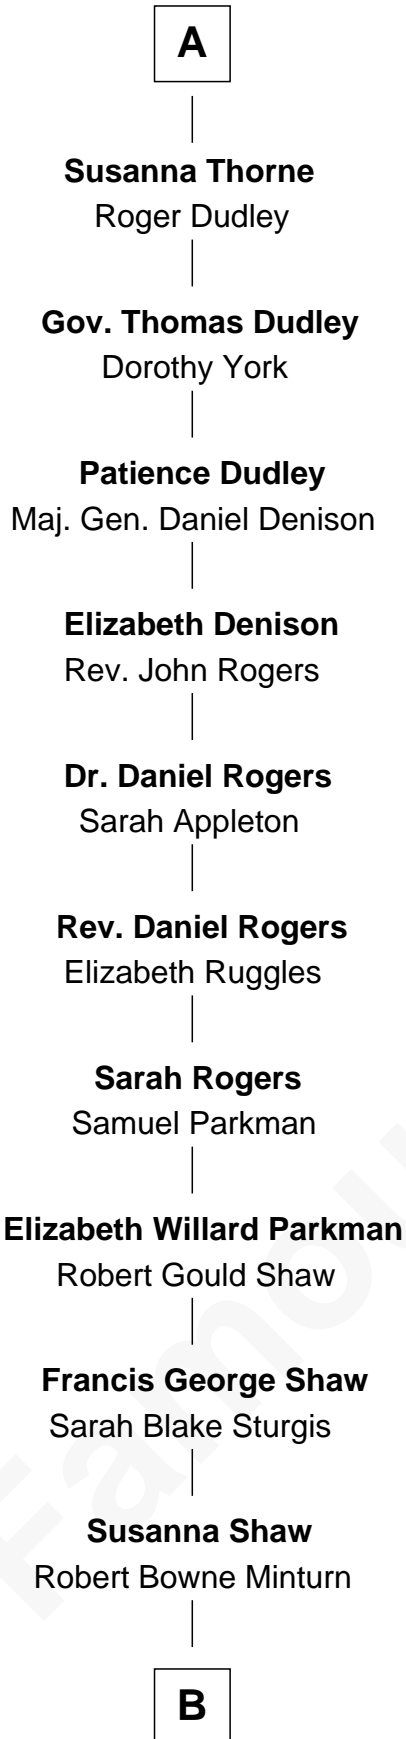 A
Susanna Thorne
Roger Dudley
Gov. Thomas Dudley
Dorothy York
Patience Dudley
Maj. Gen. Daniel Denison
Elizabeth Denison
Rev. John Rogers
Dr. Daniel Rogers
Sarah Appleton
Rev. Daniel Rogers
Elizabeth Ruggles
Sarah Rogers
Samuel Parkman
Elizabeth Willard Parkman
Robert Gould Shaw
Francis George Shaw
Sarah Blake Sturgis
Susanna Shaw
Robert Bowne Minturn
B
Famou